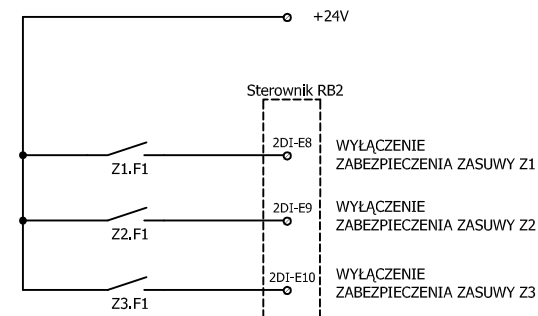 +24V
Sterownik RB2
2DI-E8
WYŁĄCZENIE
ZABEZPIECZENIA ZASUWY Z1
Z1.F1
2DI-E9
WYŁĄCZENIE
ZABEZPIECZENIA ZASUWY Z2
Z2.F1
2DI-E10
WYŁĄCZENIE
ZABEZPIECZENIA ZASUWY Z3
Z3.F1